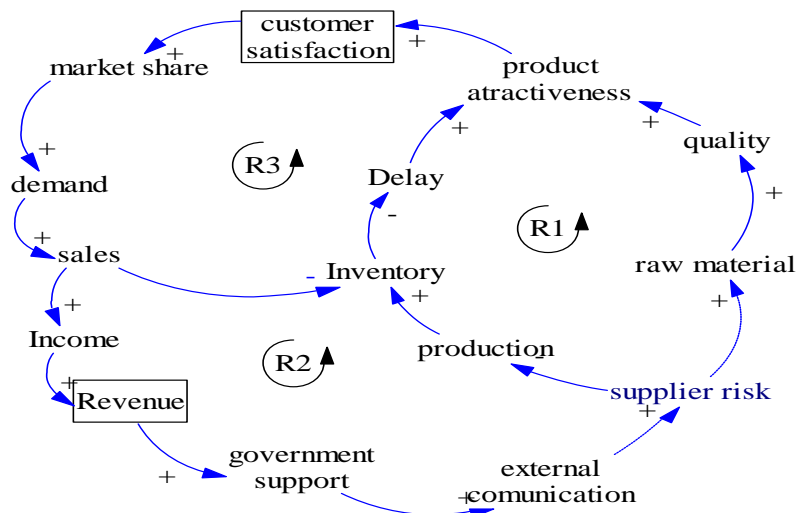 customer
satisfaction
+
+
market share
product
atractiveness
+
+
+
quality
R3
demand
Delay
+
-
R1
+
sales
-
Inventory
raw material
+
+
+
Income
production
-
R2
+
Revenue
supplier risk
+
government
support
+
external
comunication
+